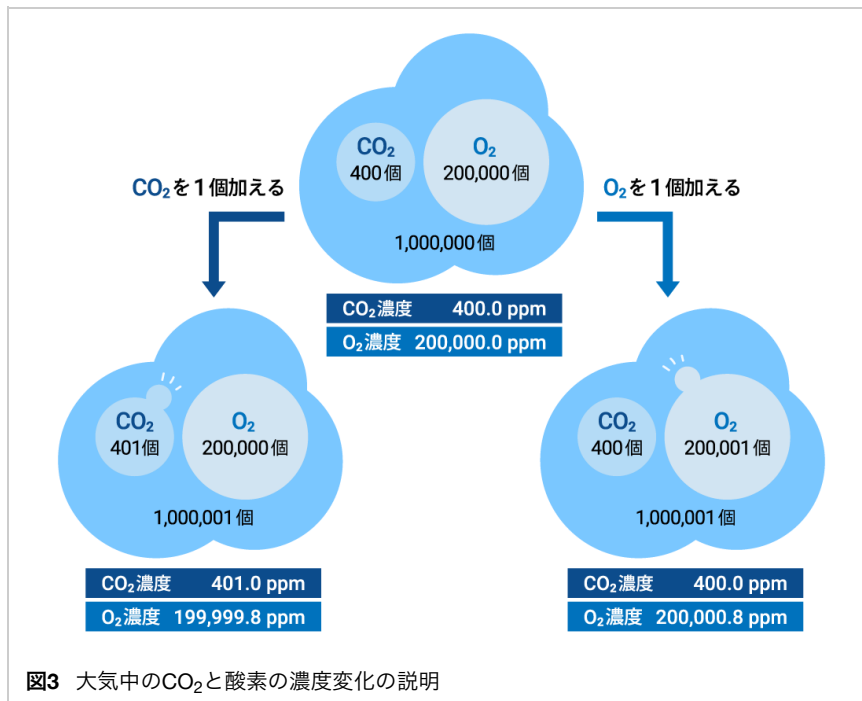 CO₂
400個
O₂
200,000個
1,000,000個
CO₂を1個加える
O₂を1個加える
CO₂濃度 400.0 ppm
O₂濃度 200,000.0 ppm
CO₂
401個
O₂
200,000個
1,000,001個
CO₂濃度 401.0 ppm
O₂濃度 199,999.8 ppm
CO₂
400個
O₂
200,001個
1,000,001個
CO₂濃度 400.0 ppm
O₂濃度 200,000.8 ppm
図3 大気中のCO₂と酸素の濃度変化の説明